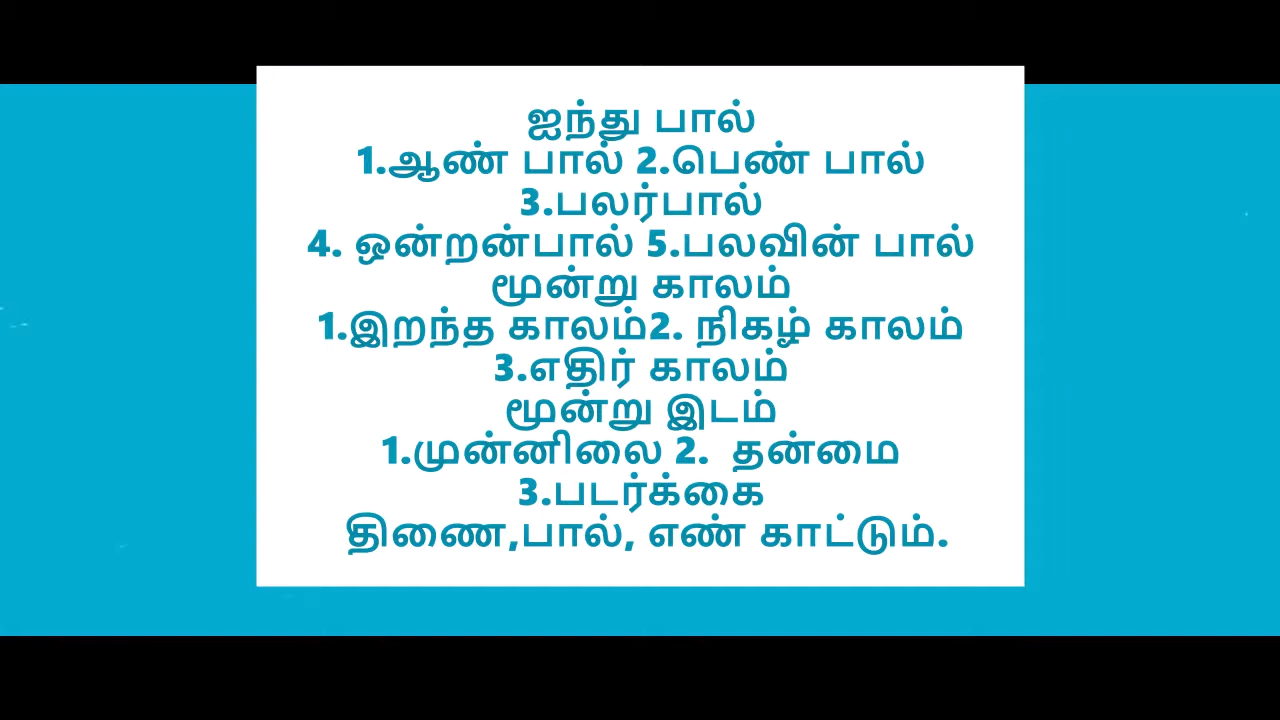 ஐந்து பால்
1.ஆண் பால் 2.பெண் பால்
3.பலர்பால்
4. ஒன்றன்பால் 5.பலவின் பால்
மூன்று காலம்
1.இறந்த காலம்2. நிகழ் காலம்
3.எதிர் காலம்
மூன்று இடம்
1.முன்னிலை 2. தன்மை
3.படர்க்கை
திணை,பால், எண் காட்டும்.